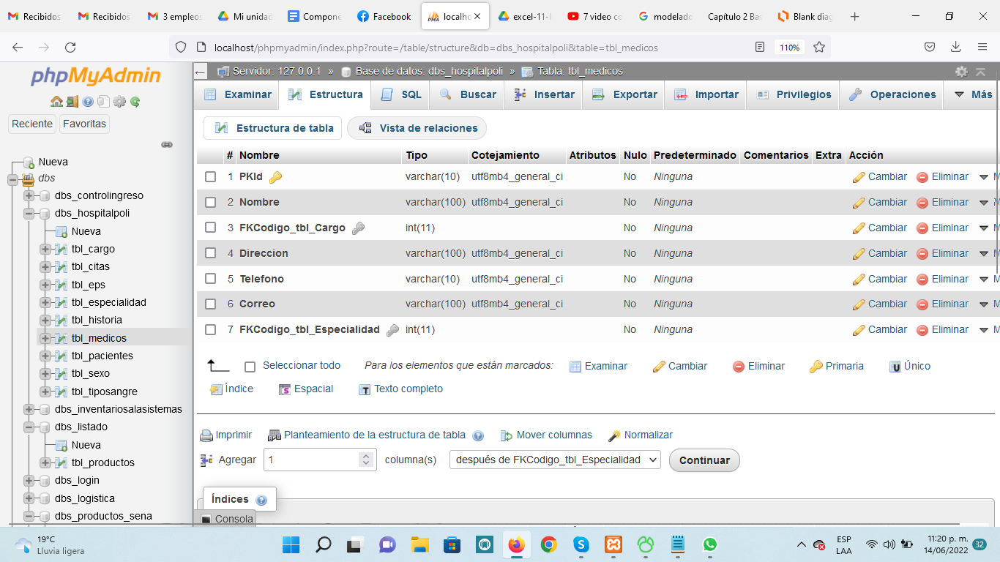 Recibidos
Recibidos
3 empleos
Mi unidad
Compone
Facebook
localho
excel-11-
7 video co
modelado
Capítulo 2 Bas
Blank diag
localhost/phpmyadmin/index.php?route=/table/structure&db=dbs_hospitalpoli&table=tbl_medicos
110%
phpMyAdmin
Reciente Favoritas
Nueva
dbs
dbs_controlingreso
dbs_hospitalpoli
Nueva
tbl_cargo
tbl_citas
tbl_eps
tbl_especialidad
tbl_historia
tbl_medicos
tbl_pacientes
tbl_sexo
tbl_tiposangre
dbs_inventariosalasistemas
dbs_listado
Nueva
tbl_productos
dbs_login
dbs_logistica
dbs_productos_sena
Servidor: 127.0.0.1 » Base de datos: dbs_hospitalpoli » Tabla: tbl_medicos
Examinar Estructura SQL Buscar Insertar Exportar Importar Privilegios Operaciones Más
Estructura de tabla Vista de relaciones
# Nombre Tipo Cotejamiento Atributos Nulo Predeterminado Comentarios Extra Acción
1 PKId varchar(10) utf8mb4_general_ci No Ninguna Cambiar Eliminar M
2 Nombre varchar(100) utf8mb4_general_ci No Ninguna Cambiar Eliminar M
3 FKCodigo_tbl_Cargo int(11) No Ninguna Cambiar Eliminar M
4 Direccion varchar(100) utf8mb4_general_ci No Ninguna Cambiar Eliminar M
5 Telefono varchar(10) utf8mb4_general_ci No Ninguna Cambiar Eliminar M
6 Correo varchar(100) utf8mb4_general_ci No Ninguna Cambiar Eliminar M
7 FKCodigo_tbl_Especialidad int(11) No Ninguna Cambiar Eliminar M
Seleccionar todo Para los elementos que están marcados: Examinar Cambiar Eliminar Primaria Único
Índice Espacial Texto completo
Imprimir Planteamiento de la estructura de tabla Mover columnas Normalizar
Agregar 1 columna(s) después de FKCodigo_tbl_Especialidad Continuar
Índices
Consola
19°C
Lluvia ligera
ESP
LAA
11:20 p. m.
14/06/2022
32